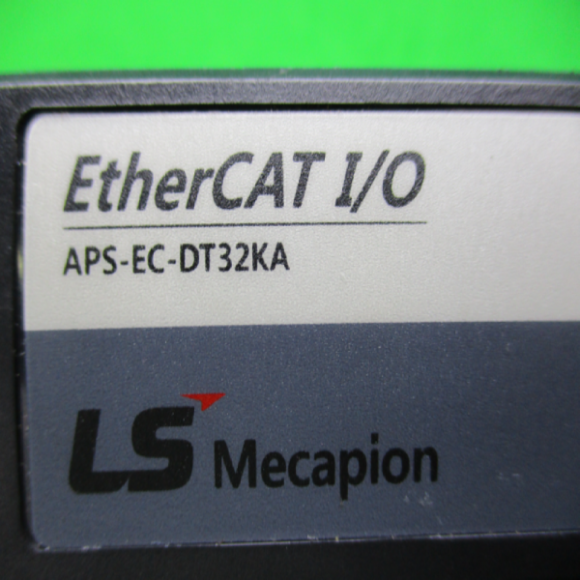 EtherCAT I/O
APS-EC-DT32KA
LS Mecapion